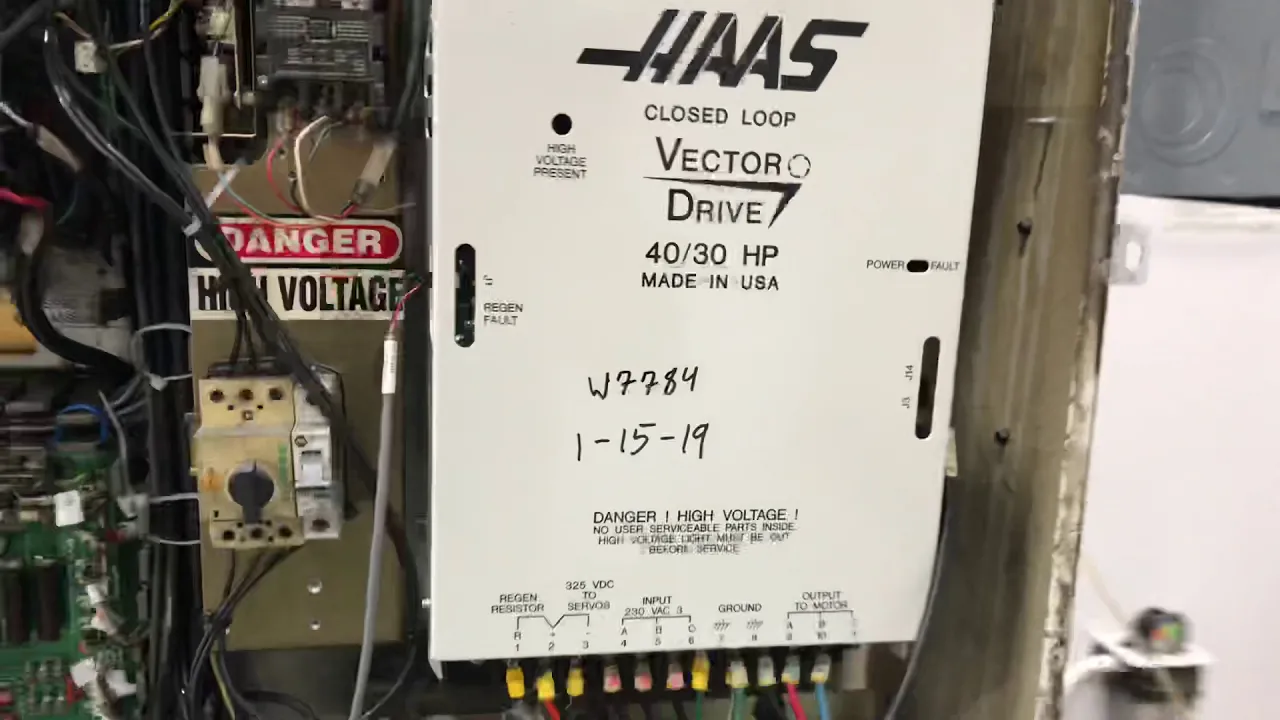 HAAS
CLOSED LOOP
VECTOR
DRIVE
40/30 HP
MADE IN USA
HIGH
VOLTAGE
PRESENT
DANGER
HIGH VOLTAGE
POWER FAULT
REGEN
FAULT
J14
J3
W7784
1-15-19
DANGER ! HIGH VOLTAGE !
NO USER SERVICEABLE PARTS INSIDE.
HIGH VOLTAGE LIGHT MUST BE OUT
BEFORE SERVICE
REGEN
RESISTOR
325 VDC
TO
SERVOS
INPUT
230 VAC 3
GROUND
OUTPUT
TO MOTOR
R + - A B C
1 2 3 4 5 6 7 8 9 10